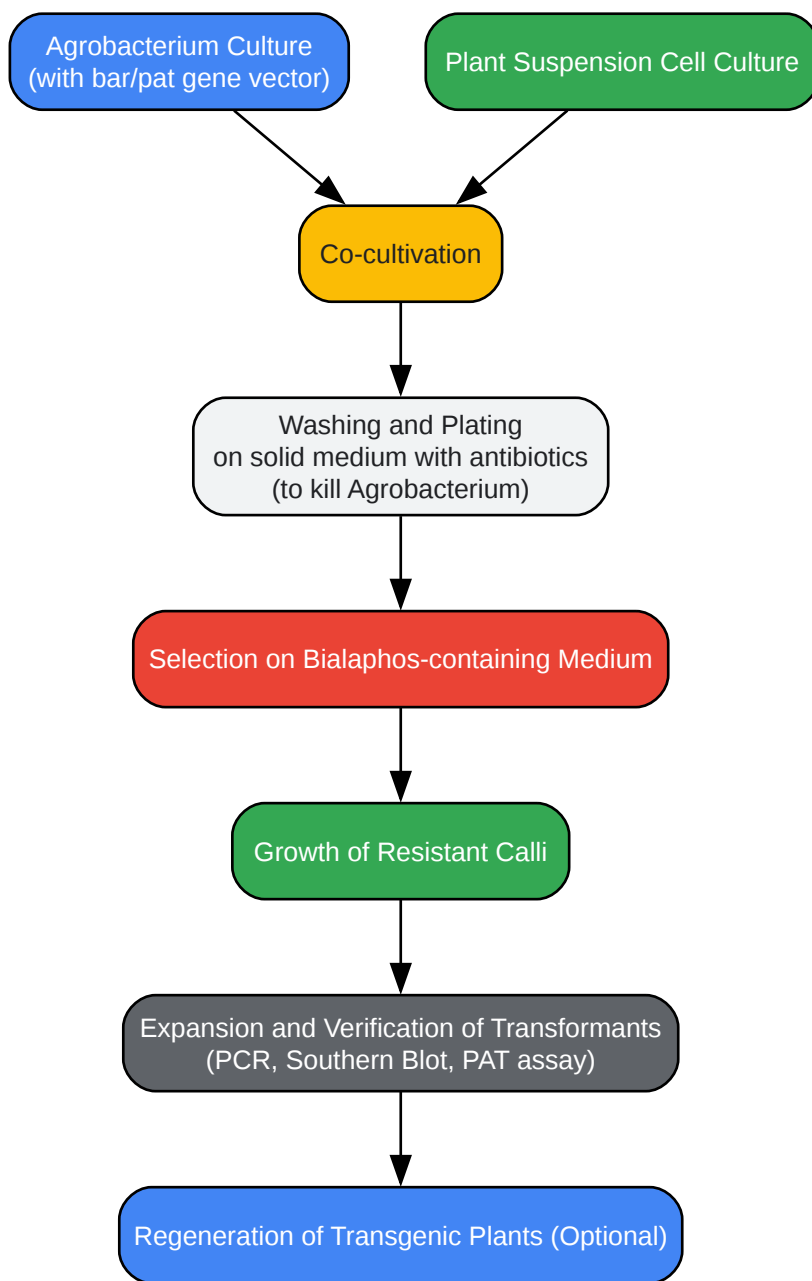 Agrobacterium Culture
(with bar/pat gene vector)
Plant Suspension Cell Culture
Co-cultivation
Washing and Plating
on solid medium with antibiotics
(to kill Agrobacterium)
Selection on Bialaphos-containing Medium
Growth of Resistant Calli
Expansion and Verification of Transformants
(PCR, Southern Blot, PAT assay)
Regeneration of Transgenic Plants (Optional)